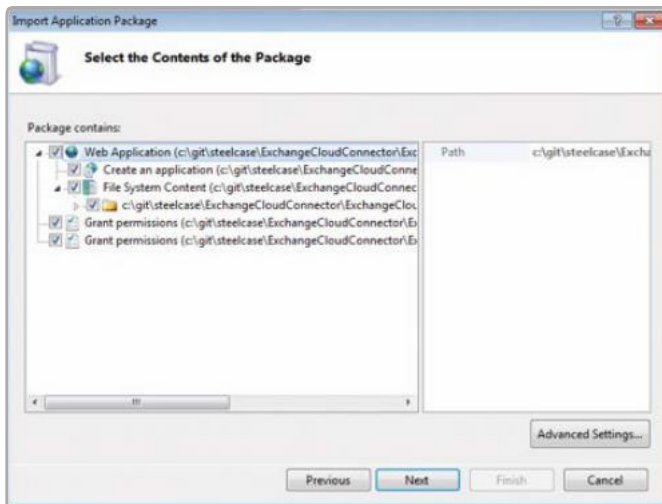 Import Application Package
Select the Contents of the Package
Package contains:
Web Application (c:\git\steelcase\ExchangeCloudConnector\Exc
Create an application (c:\git\steelcase\ExchangeCloudConne
File System Content (c:\git\steelcase\ExchangeCloudConnec
c:\git\steelcase\ExchangeCloudConnector\ExchangeClou
Grant permissions (c:\git\steelcase\ExchangeCloudConnector\Ex
Grant permissions (c:\git\steelcase\ExchangeCloudConnector\Ex
Path c:\git\steelcase\Excha
Advanced Settings...
Previous Next Finish Cancel